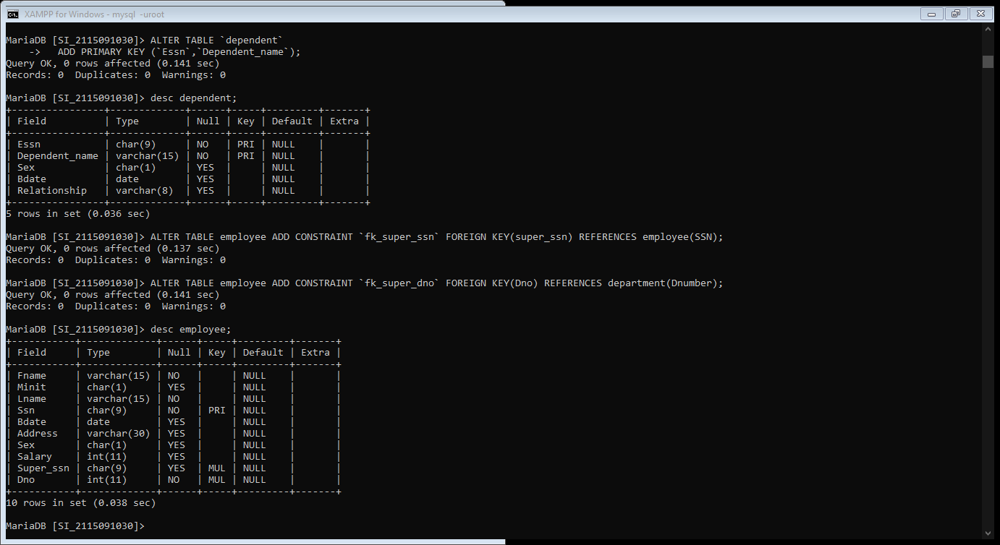 XAMPP for Windows - mysql  -uroot
MariaDB [SI_2115091030]> ALTER TABLE `dependent`
    ->   ADD PRIMARY KEY (`Essn`,`Dependent_name`);
Query OK, 0 rows affected (0.141 sec)
Records: 0  Duplicates: 0  Warnings: 0
MariaDB [SI_2115091030]> desc dependent;
+----------------+-------------+------+-----+---------+-------+
| Field          | Type        | Null | Key | Default | Extra |
+----------------+-------------+------+-----+---------+-------+
| Essn           | char(9)     | NO   | PRI | NULL    |       |
| Dependent_name | varchar(15) | NO   | PRI | NULL    |       |
| Sex            | char(1)     | YES  |     | NULL    |       |
| Bdate          | date        | YES  |     | NULL    |       |
| Relationship   | varchar(8)  | YES  |     | NULL    |       |
+----------------+-------------+------+-----+---------+-------+
5 rows in set (0.036 sec)
MariaDB [SI_2115091030]> ALTER TABLE employee ADD CONSTRAINT `fk_super_ssn` FOREIGN KEY(super_ssn) REFERENCES employee(SSN);
Query OK, 0 rows affected (0.137 sec)
Records: 0  Duplicates: 0  Warnings: 0
MariaDB [SI_2115091030]> ALTER TABLE employee ADD CONSTRAINT `fk_super_dno` FOREIGN KEY(Dno) REFERENCES department(Dnumber);
Query OK, 0 rows affected (0.141 sec)
Records: 0  Duplicates: 0  Warnings: 0
MariaDB [SI_2115091030]> desc employee;
+-----------+-------------+------+-----+---------+-------+
| Field     | Type        | Null | Key | Default | Extra |
+-----------+-------------+------+-----+---------+-------+
| Fname     | varchar(15) | NO   |     | NULL    |       |
| Minit     | char(1)     | YES  |     | NULL    |       |
| Lname     | varchar(15) | NO   |     | NULL    |       |
| Ssn       | char(9)     | NO   | PRI | NULL    |       |
| Bdate     | date        | YES  |     | NULL    |       |
| Address   | varchar(30) | YES  |     | NULL    |       |
| Sex       | char(1)     | YES  |     | NULL    |       |
| Salary    | int(11)     | YES  |     | NULL    |       |
| Super_ssn | char(9)     | YES  | MUL | NULL    |       |
| Dno       | int(11)     | NO   | MUL | NULL    |       |
+-----------+-------------+------+-----+---------+-------+
10 rows in set (0.038 sec)
MariaDB [SI_2115091030]>